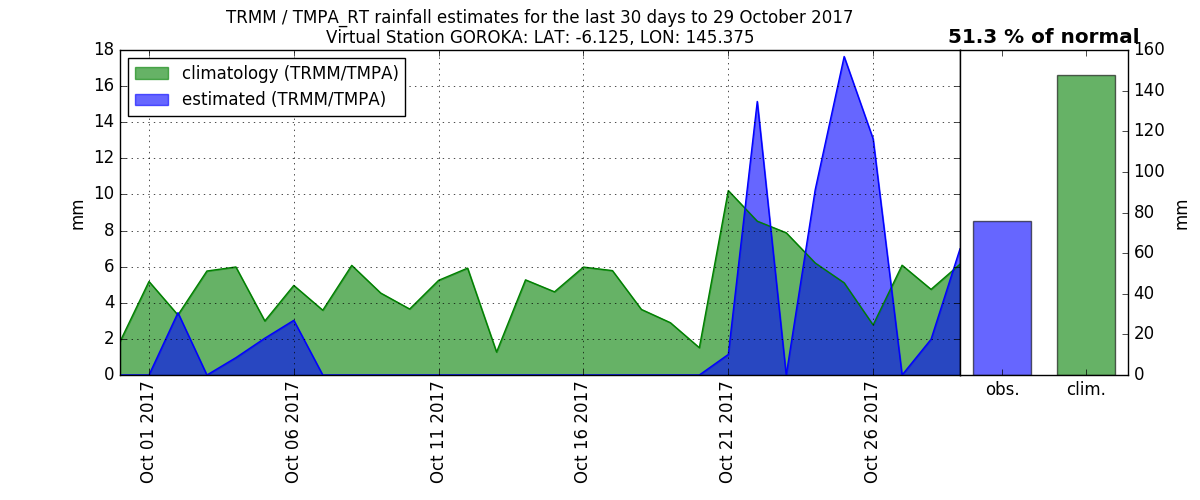 TRMM / TMPA_RT rainfall estimates for the last 30 days to 29 October 2017
Virtual Station GOROKA: LAT: -6.125, LON: 145.375
51.3 % of normal
climatology (TRMM/TMPA)
estimated (TRMM/TMPA)
18
16
14
12
10
8
6
4
2
0
mm
Oct 01 2017
Oct 06 2017
Oct 11 2017
Oct 16 2017
Oct 21 2017
Oct 26 2017
obs.
clim.
160
140
120
100
80
60
40
20
0
mm